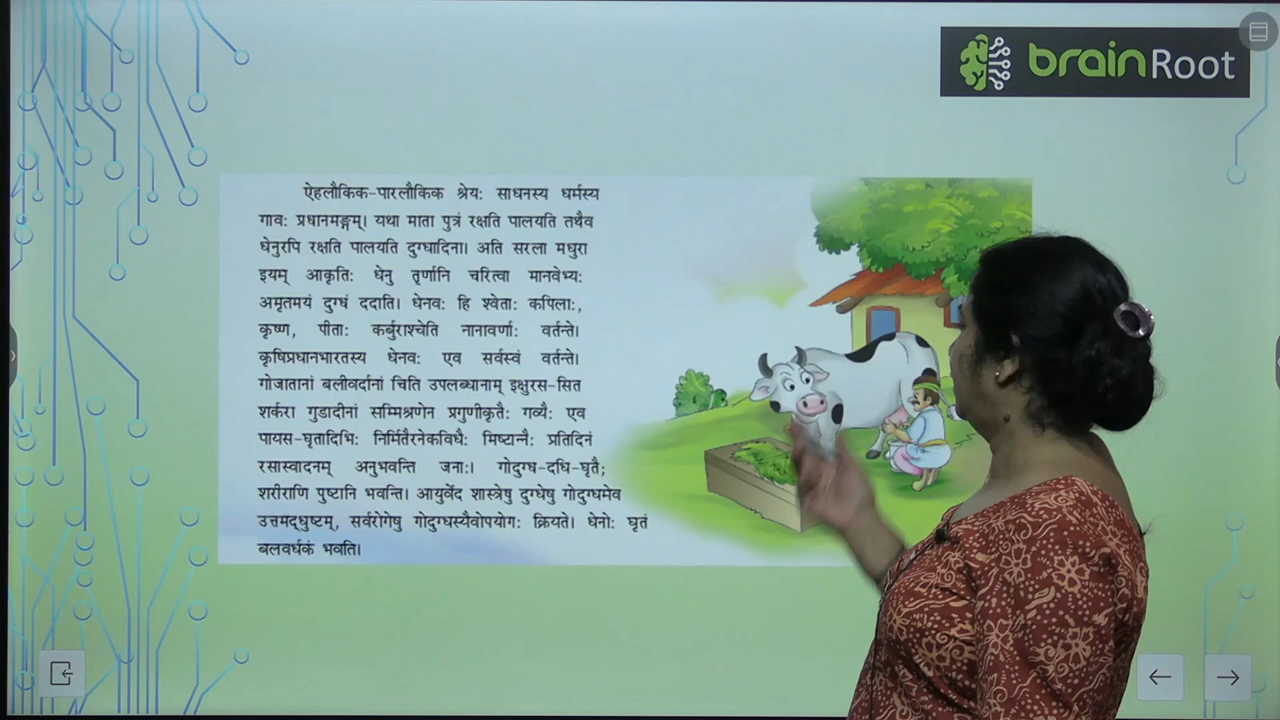 brainRoot
ऐहलौकिक-पारलौकिक श्रेयः साधनस्य धर्मस्य
गावः प्रधानमङ्गम्। यथा माता पुत्रं रक्षति पालयति तथैव
धेनुरपि रक्षति पालयति दुग्धादिना। अति सरला मधुरा
इयम् आकृतिः धेनु तृर्णानि चरित्वा मानवेभ्यः
अमृतमयं दुग्धं ददाति। धेनवः हि श्वेताः कपिलाः,
कृष्ण, पीताः कर्बुराश्चेति नानावर्णाः वर्तन्ते।
कृषिप्रधानभारतस्य धेनवः एव सर्वस्वं वर्तन्ते।
गोजातानां बलीवर्दानां चिति उपलब्धानाम् इक्षुरस-सित
शर्करा गुडादीनां सम्मिश्रणेन प्रगुणीकृतैः गव्यैः एव
पायस-घृतादिभिः निर्मितैरनेकविधैः मिष्टान्नैः प्रतिदिनं
रसास्वादनम् अनुभवन्ति जनाः। गोदुग्ध-दधि-घृतै;
शरीराणि पुष्टानि भवन्ति। आयुर्वेद शास्त्रेषु दुग्धेषु गोदुग्धमेव
उत्तमद्धुष्टम्, सर्वरोगेषु गोदुग्धस्यैवोपयोगः क्रियते। धेनोः घृतं
बलवर्धकं भवति।